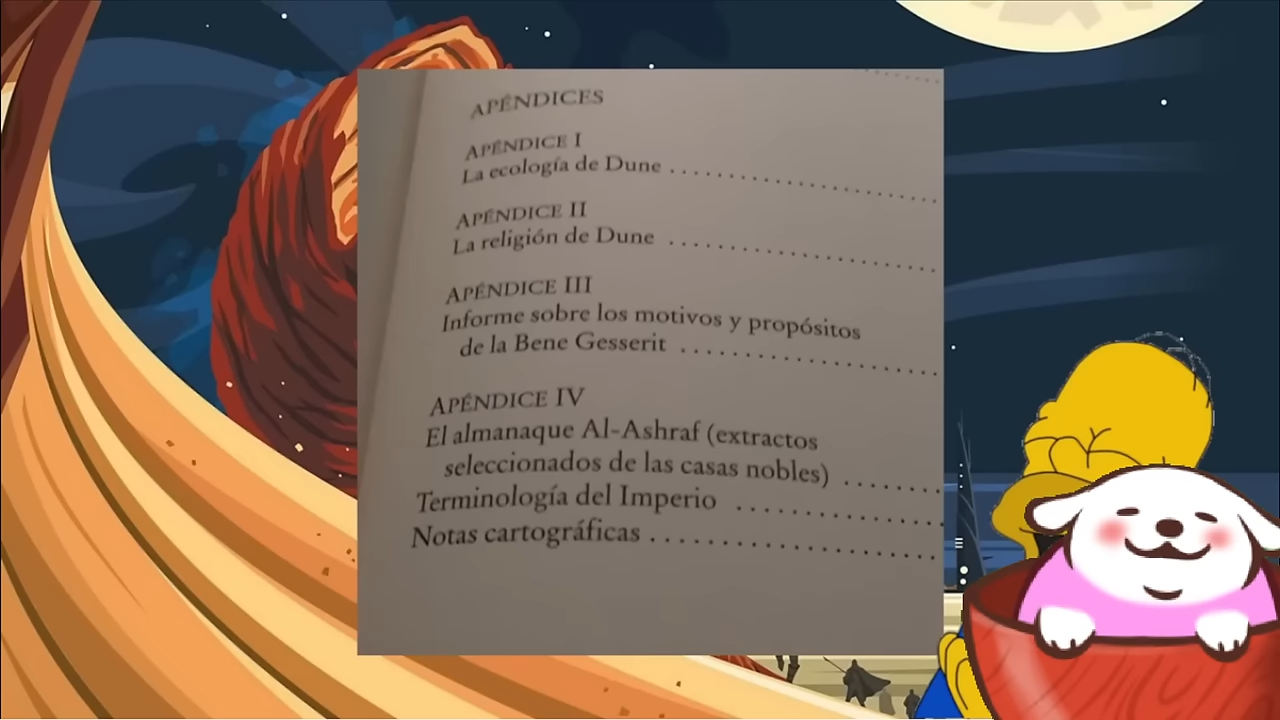 APÉNDICES
APÉNDICE I
La ecología de Dune
APÉNDICE II
La religión de Dune
APÉNDICE III
Informe sobre los motivos y propósitos
de la Bene Gesserit
APÉNDICE IV
El almanaque Al-Ashraf (extractos
seleccionados de las casas nobles)
Terminología del Imperio
Notas cartográficas